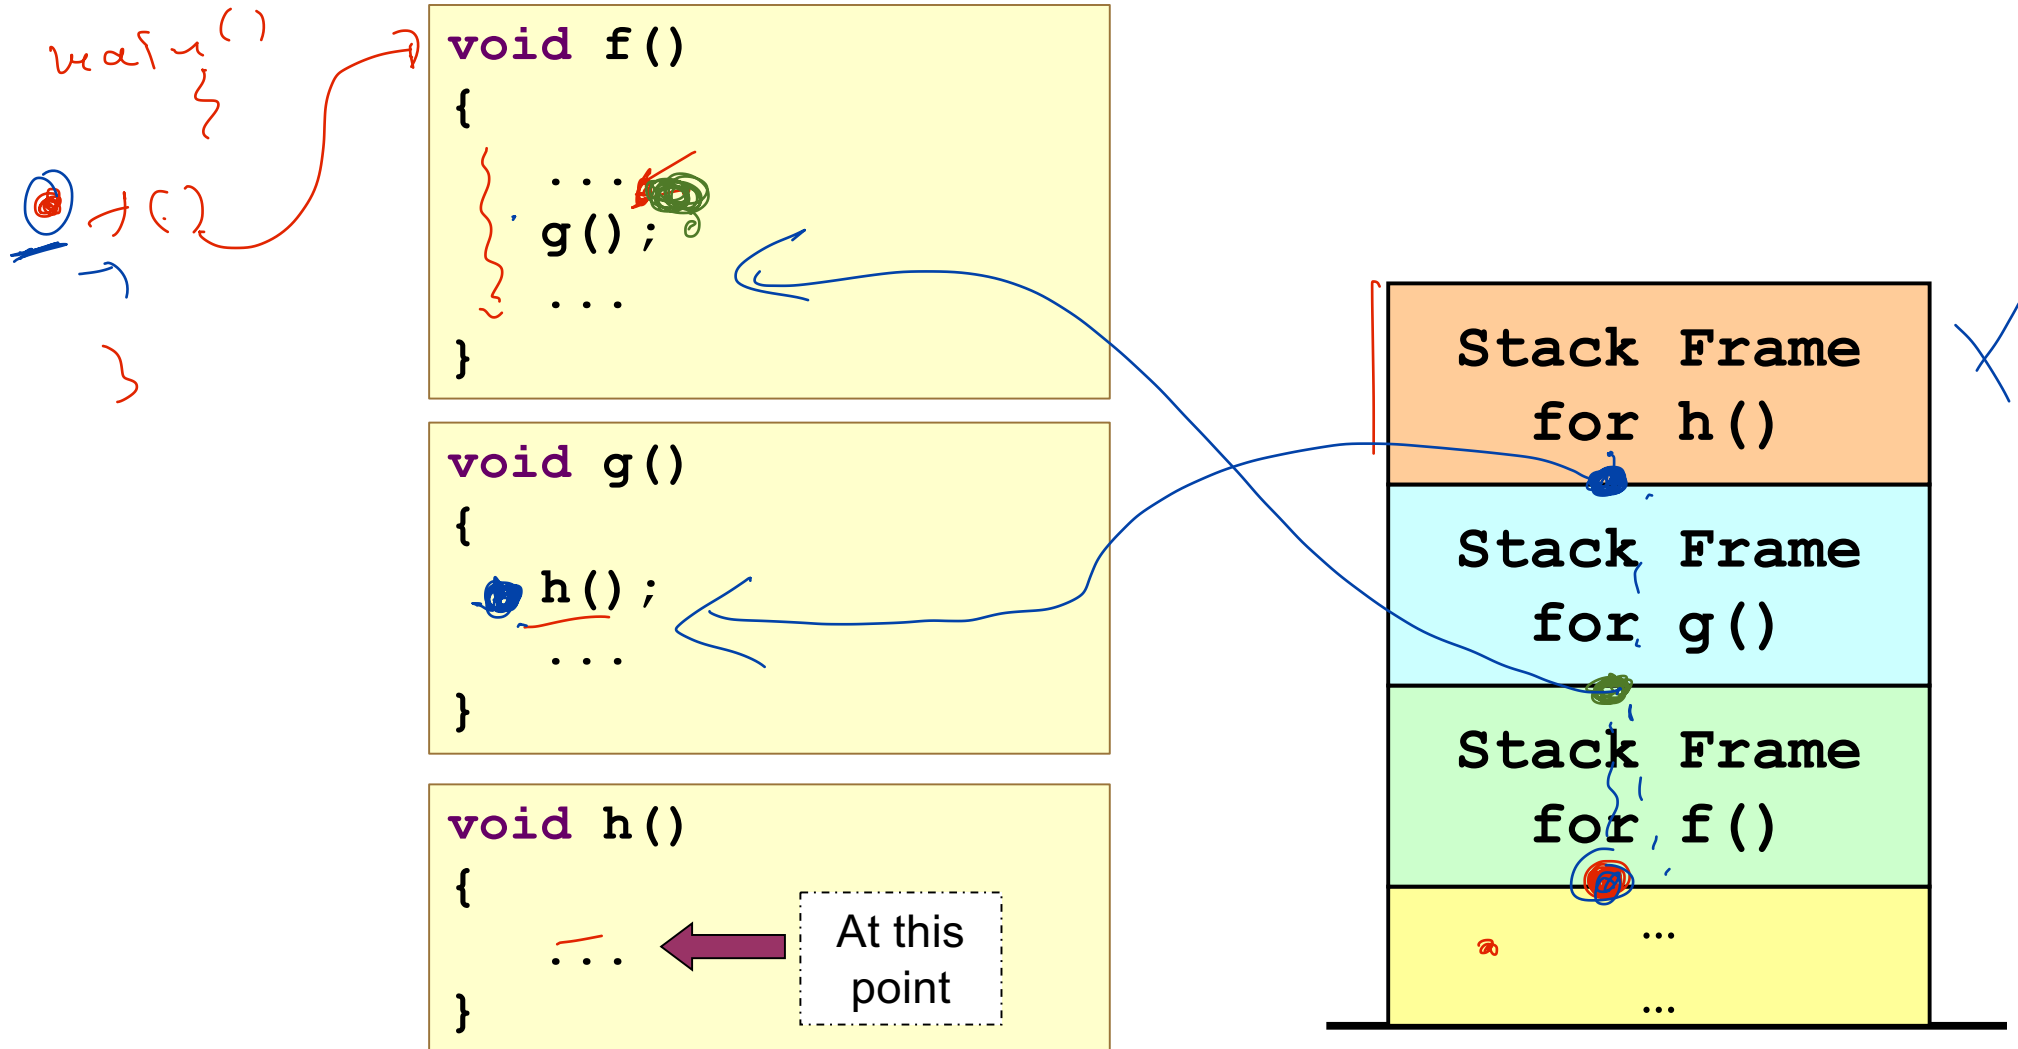 main()
{
f()
}
void f()
{
...
g();
...
}
void g()
{
h();
...
}
void h()
{
...
}
At this
point
Stack Frame
for h()
Stack Frame
for g()
Stack Frame
for f()
...
...